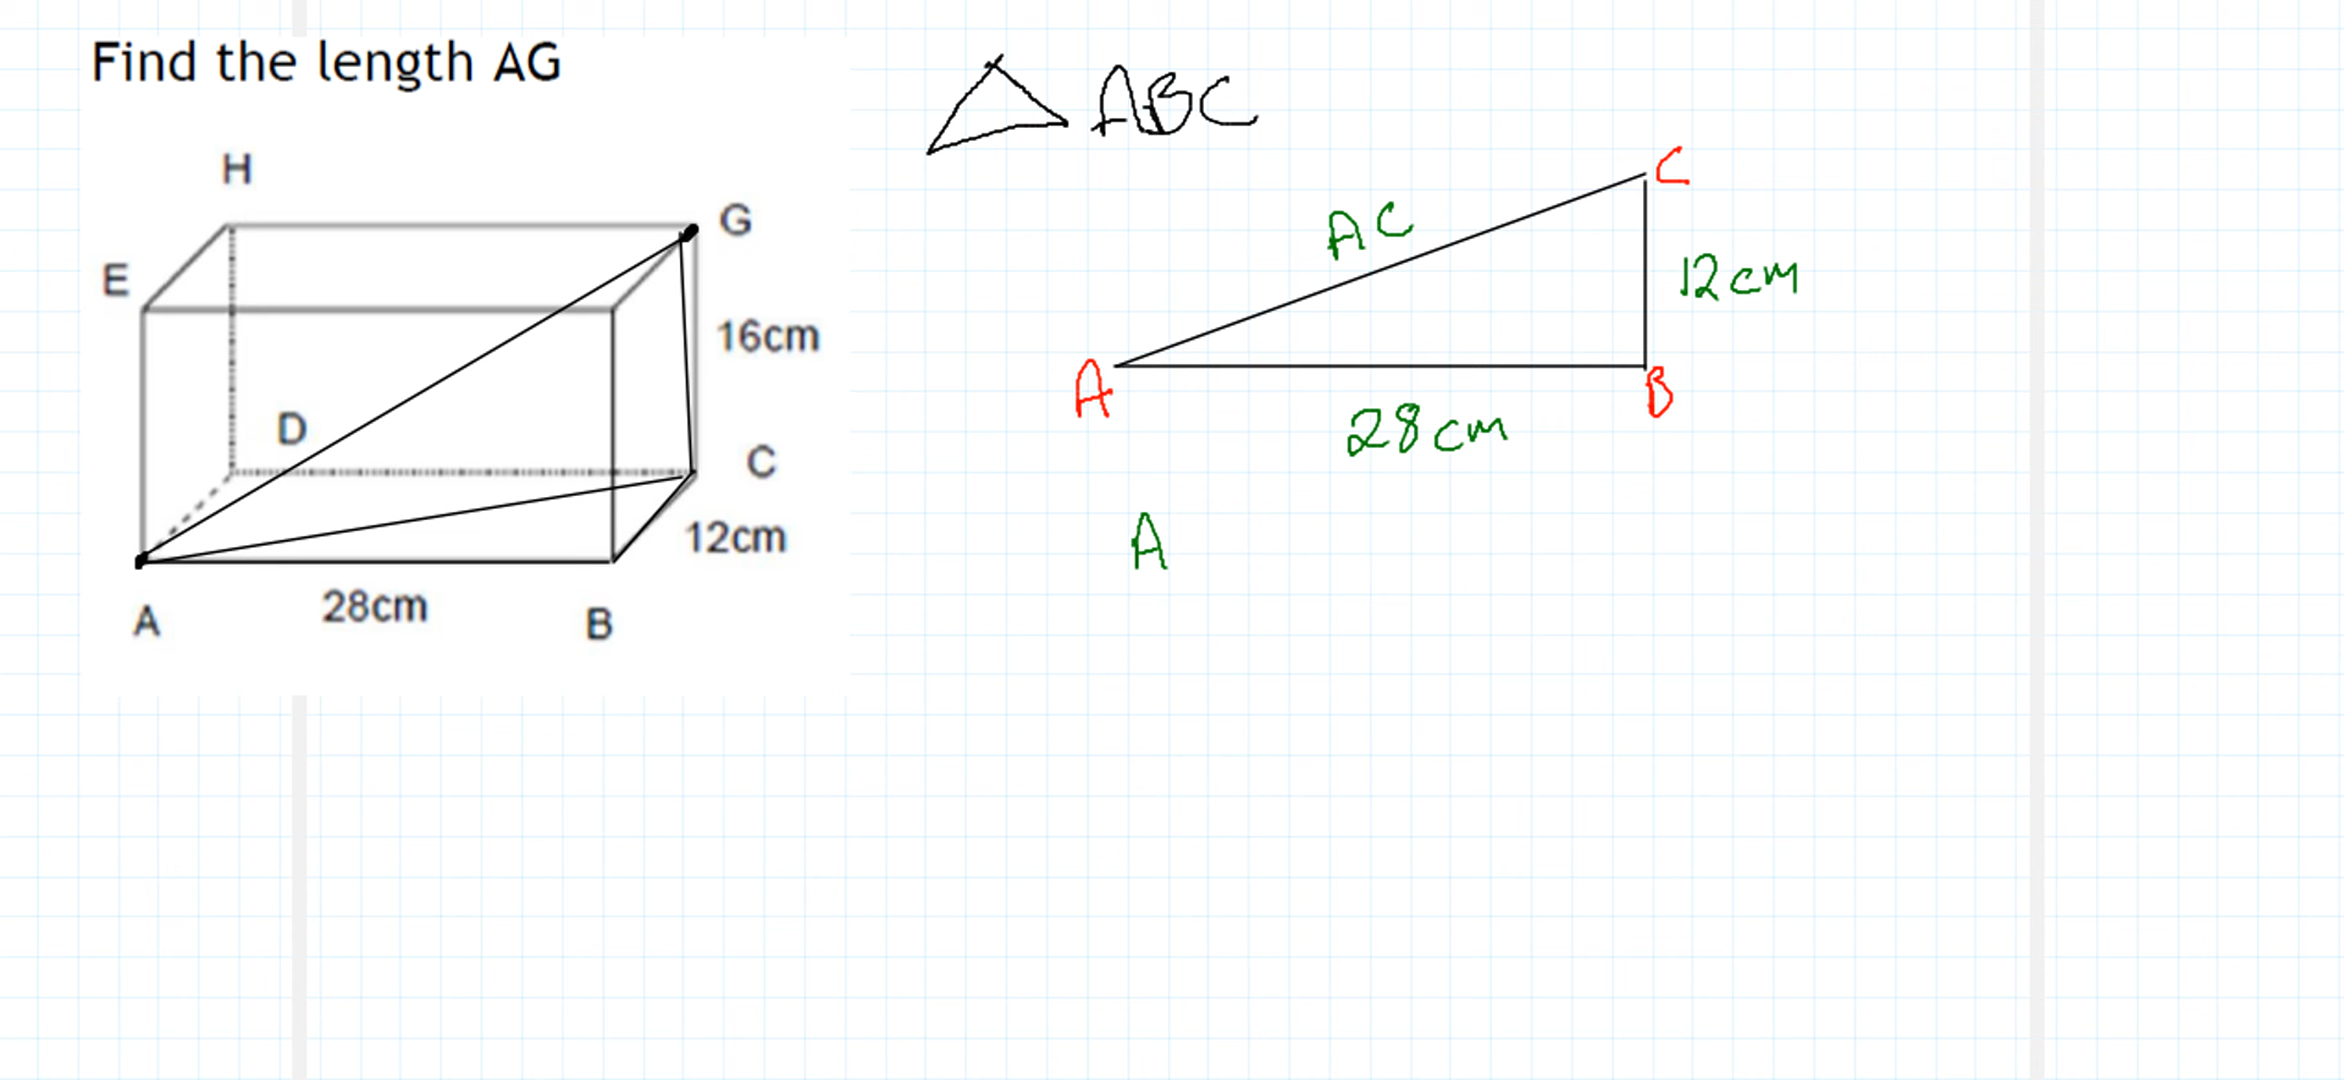 Find the length AG
H
G
E
16cm
D
C
12cm
28cm
A
B
ABC
C
AC
12cm
A
B
28cm
A